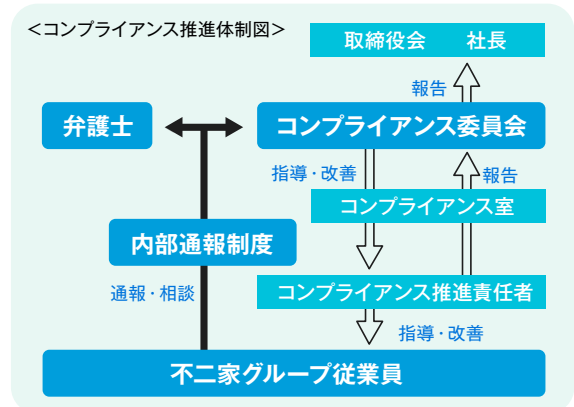 ＜コンプライアンス推進体制図＞
取締役会　社長
報告
弁護士
コンプライアンス委員会
指導・改善
報告
コンプライアンス室
内部通報制度
通報・相談
コンプライアンス推進責任者
指導・改善
不二家グループ従業員